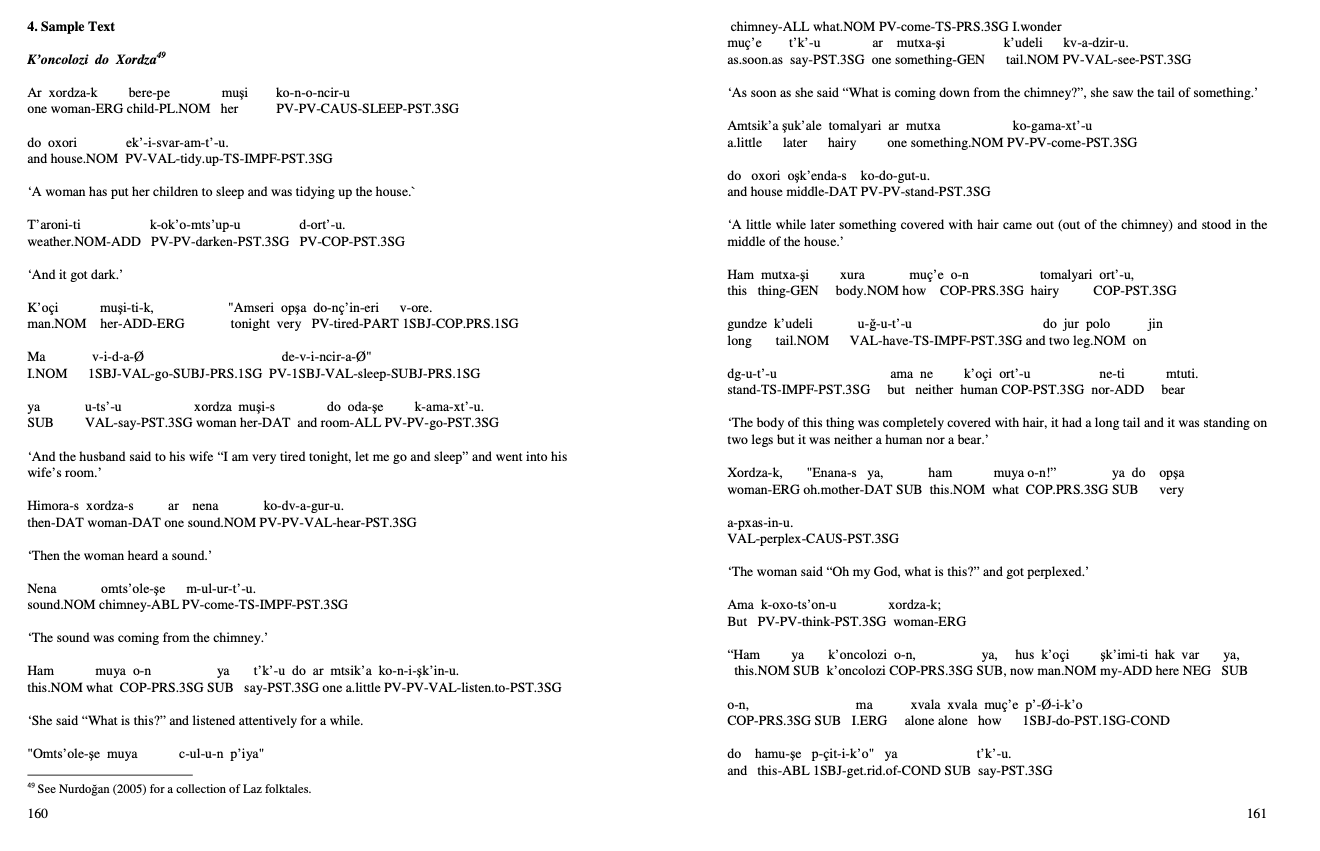 4. Sample Text
K’oncolozi do Xordza49
Ar xordza-k bere-pe muşi ko-n-o-ncir-u
one woman-ERG child-PL.NOM her PV-PV-CAUS-SLEEP-PST.3SG
do oxori ek’-i-svar-am-t’-u.
and house.NOM PV-VAL-tidy.up-TS-IMPF-PST.3SG
‘A woman has put her children to sleep and was tidying up the house.`
T’aroni-ti k-ok’o-mts’up-u d-ort’-u.
weather.NOM-ADD PV-PV-darken-PST.3SG PV-COP-PST.3SG
‘And it got dark.’
K’oçi muşi-ti-k, "Amseri opşa do-nç’in-eri v-ore.
man.NOM her-ADD-ERG tonight very PV-tired-PART 1SBJ-COP.PRS.1SG
Ma v-i-d-a-Ø de-v-i-ncir-a-Ø"
I.NOM 1SBJ-VAL-go-SUBJ-PRS.1SG PV-1SBJ-VAL-sleep-SUBJ-PRS.1SG
ya u-ts’-u xordza muşi-s do oda-şe k-ama-xt’-u.
SUB VAL-say-PST.3SG woman her-DAT and room-ALL PV-PV-go-PST.3SG
‘And the husband said to his wife “I am very tired tonight, let me go and sleep” and went into his
wife’s room.’
Himora-s xordza-s ar nena ko-dv-a-gur-u.
then-DAT woman-DAT one sound.NOM PV-PV-VAL-hear-PST.3SG
‘Then the woman heard a sound.’
Nena omts’ole-şe m-ul-ur-t’-u.
sound.NOM chimney-ABL PV-come-TS-IMPF-PST.3SG
‘The sound was coming from the chimney.’
Ham muya o-n ya t’k’-u do ar mtsik’a ko-n-i-şk’in-u.
this.NOM what COP-PRS.3SG SUB say-PST.3SG one a.little PV-PV-VAL-listen.to-PST.3SG
‘She said “What is this?” and listened attentively for a while.
"Omts’ole-şe muya c-ul-u-n p’iya"
49 See Nurdoğan (2005) for a collection of Laz folktales.
160
chimney-ALL what.NOM PV-come-TS-PRS.3SG I.wonder
muç’e t’k’-u ar mutxa-şi k’udeli kv-a-dzir-u.
as.soon.as say-PST.3SG one something-GEN tail.NOM PV-VAL-see-PST.3SG
‘As soon as she said “What is coming down from the chimney?”, she saw the tail of something.’
Amtsik’a şuk’ale tomalyari ar mutxa ko-gama-xt’-u
a.little later hairy one something.NOM PV-PV-come-PST.3SG
do oxori oşk’enda-s ko-do-gut-u.
and house middle-DAT PV-PV-stand-PST.3SG
‘A little while later something covered with hair came out (out of the chimney) and stood in the
middle of the house.’
Ham mutxa-şi xura muç’e o-n tomalyari ort’-u,
this thing-GEN body.NOM how COP-PRS.3SG hairy COP-PST.3SG
gundze k’udeli u-ğ-u-t’-u do jur polo jin
long tail.NOM VAL-have-TS-IMPF-PST.3SG and two leg.NOM on
dg-u-t’-u ama ne k’oçi ort’-u ne-ti mtuti.
stand-TS-IMPF-PST.3SG but neither human COP-PST.3SG nor-ADD bear
‘The body of this thing was completely covered with hair, it had a long tail and it was standing on
two legs but it was neither a human nor a bear.’
Xordza-k, "Enana-s ya, ham muya o-n!” ya do opşa
woman-ERG oh.mother-DAT SUB this.NOM what COP.PRS.3SG SUB very
a-pxas-in-u.
VAL-perplex-CAUS-PST.3SG
‘The woman said “Oh my God, what is this?” and got perplexed.’
Ama k-oxo-ts’on-u xordza-k;
But PV-PV-think-PST.3SG woman-ERG
“Ham ya k’oncolozi o-n, ya, hus k’oçi şk’imi-ti hak var ya,
this.NOM SUB k’oncolozi COP-PRS.3SG SUB, now man.NOM my-ADD here NEG SUB
o-n, ma xvala xvala muç’e p’-Ø-i-k’o
COP-PRS.3SG SUB I.ERG alone alone how 1SBJ-do-PST.1SG-COND
do hamu-şe p-çit-i-k’o" ya t’k’-u.
and this-ABL 1SBJ-get.rid.of-COND SUB say-PST.3SG
161